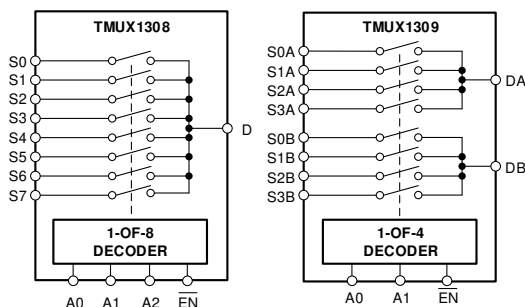 TMUX1308
S0
S1
S2
S3
S4
S5
S6
S7
D
1-OF-8
DECODER
A0 A1 A2 EN
TMUX1309
S0A
S1A
S2A
S3A
DA
S0B
S1B
S2B
S3B
DB
1-OF-4
DECODER
A0 A1 EN